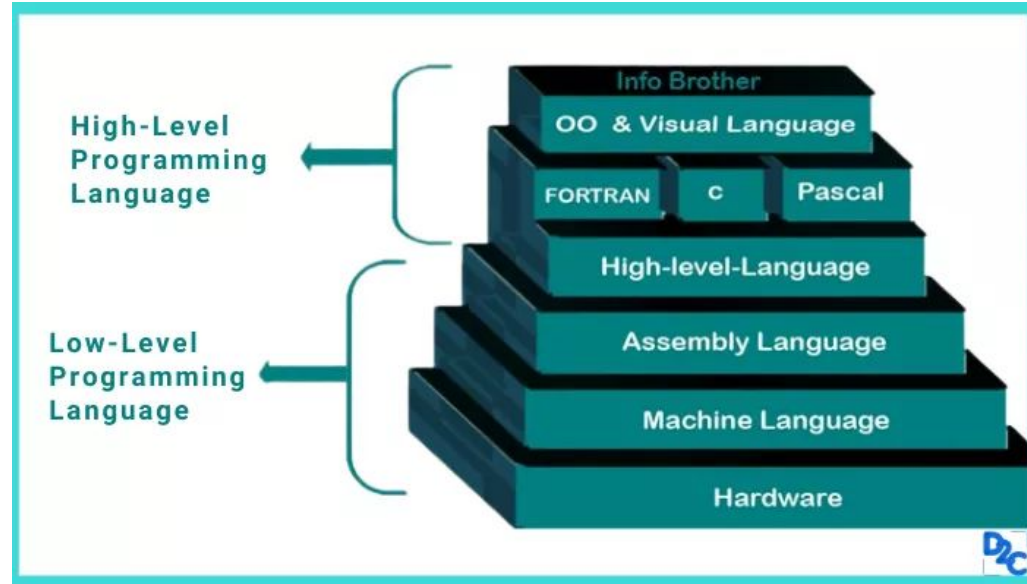 Info Brother
OO & Visual Language
High-Level
Programming
Language
FORTRAN
C
Pascal
High-level-Language
Assembly Language
Low-Level
Programming
Language
Machine Language
Hardware
D2C